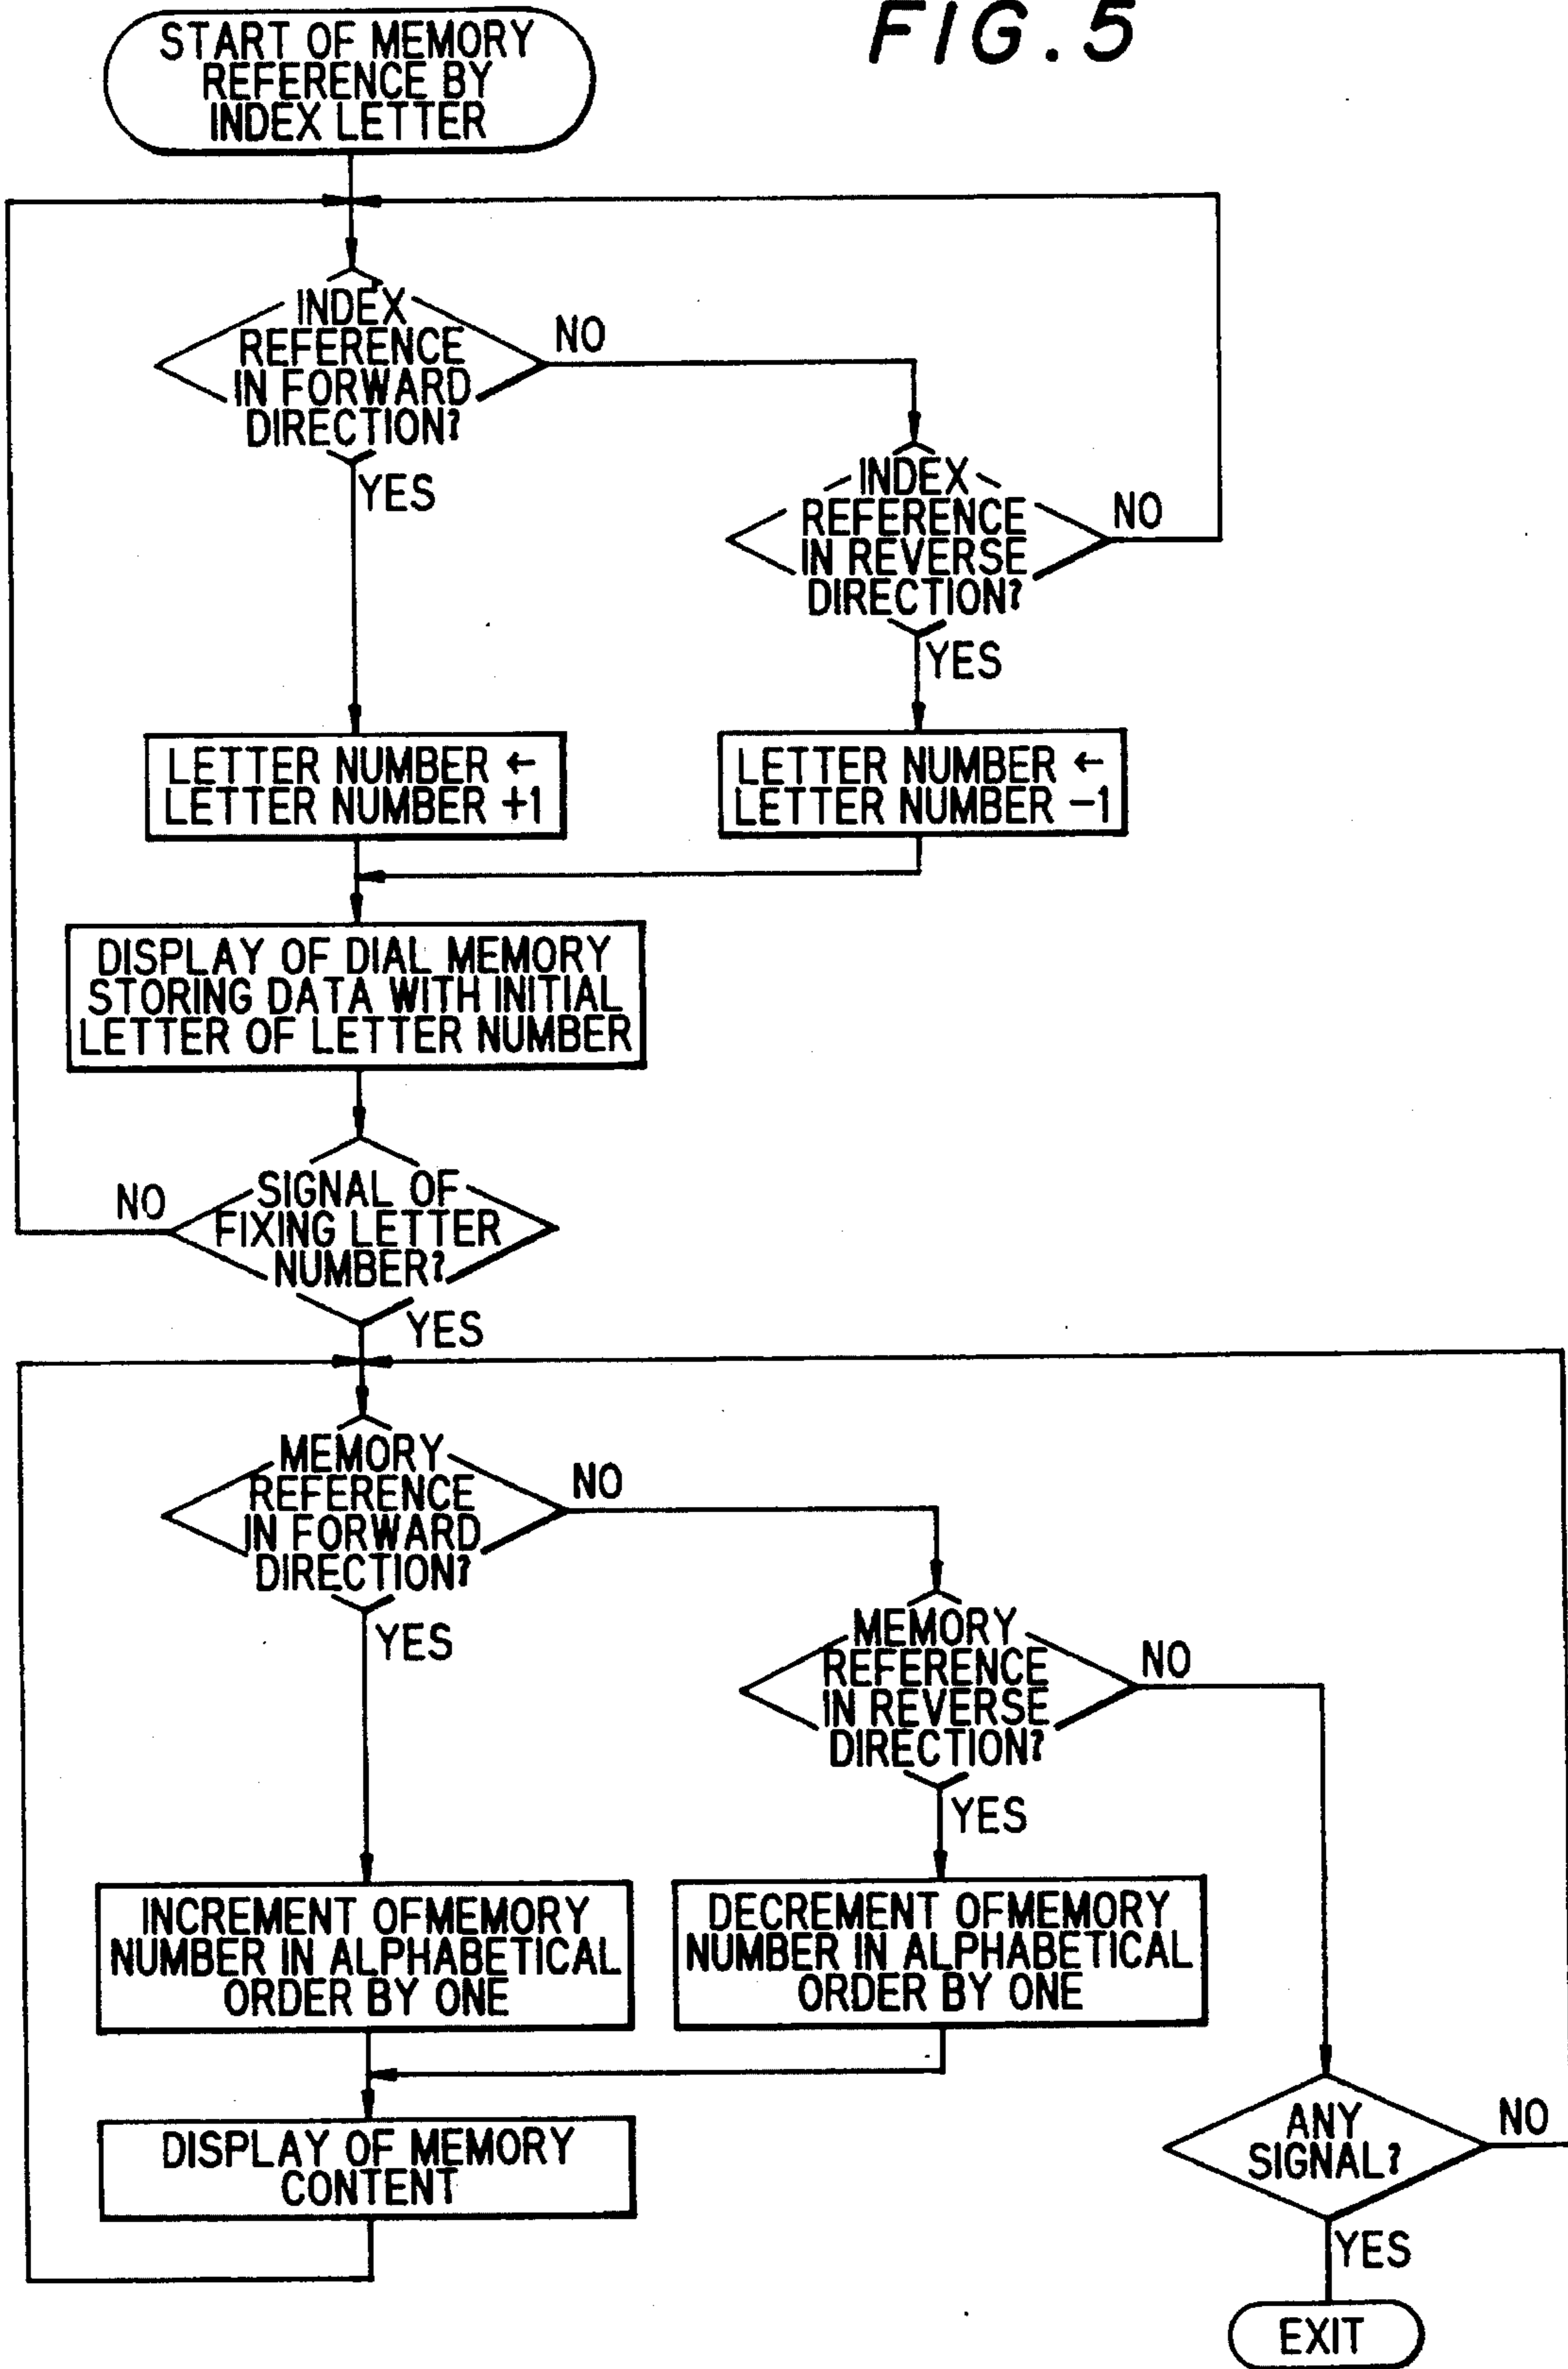 FIG. 5
START OF MEMORY
REFERENCE BY
INDEX LETTER
INDEX
REFERENCE
IN FORWARD
DIRECTION?
NO
YES
INDEX
REFERENCE
IN REVERSE
DIRECTION?
NO
YES
LETTER NUMBER ←
LETTER NUMBER +1
LETTER NUMBER ←
LETTER NUMBER −1
DISPLAY OF DIAL MEMORY
STORING DATA WITH INITIAL
LETTER OF LETTER NUMBER
SIGNAL OF
FIXING LETTER
NUMBER?
NO
YES
MEMORY
REFERENCE
IN FORWARD
DIRECTION?
NO
YES
MEMORY
REFERENCE
IN REVERSE
DIRECTION?
NO
YES
INCREMENT OFMEMORY
NUMBER IN ALPHABETICAL
ORDER BY ONE
DECREMENT OFMEMORY
NUMBER IN ALPHABETICAL
ORDER BY ONE
DISPLAY OF MEMORY
CONTENT
ANY
SIGNAL?
NO
YES
EXIT